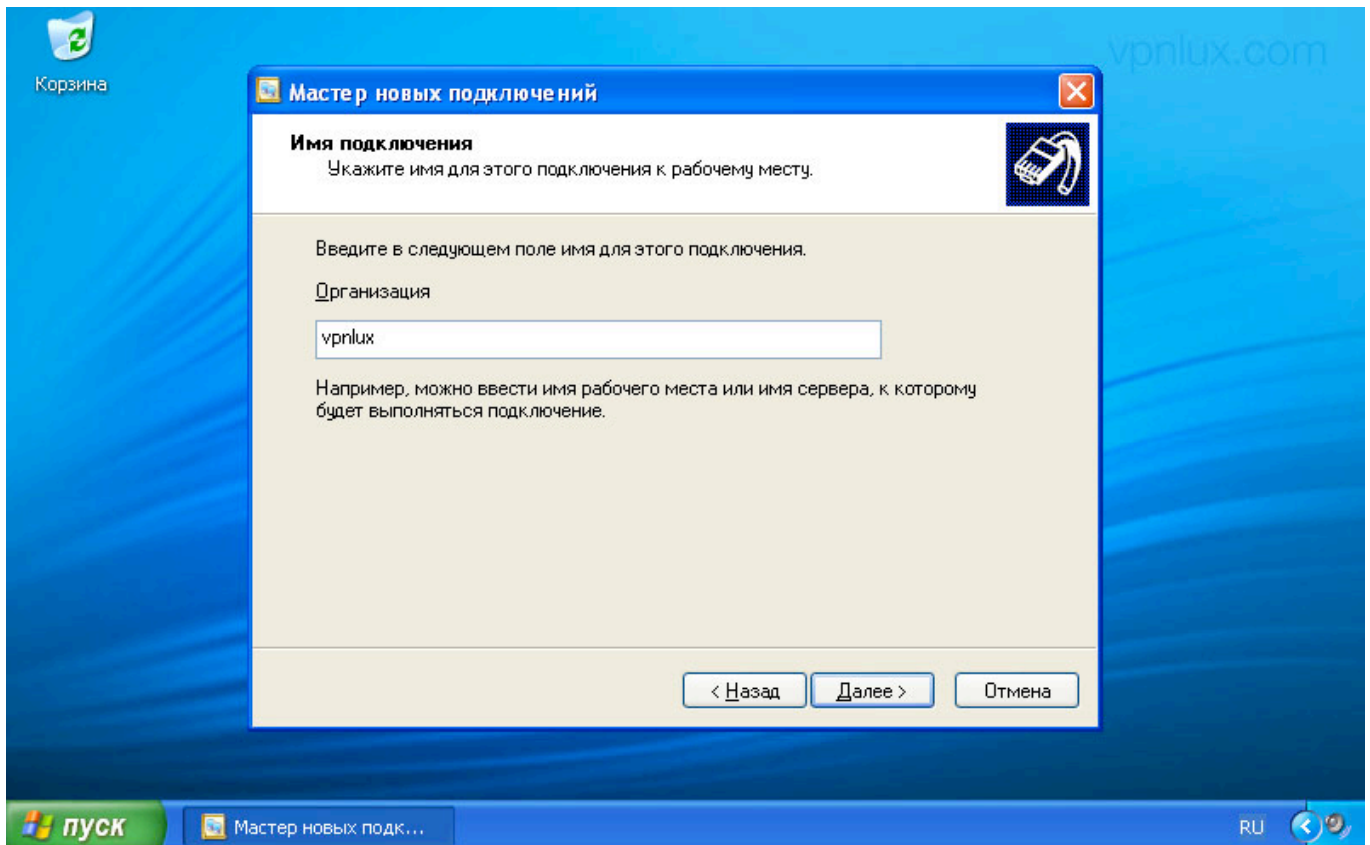 Корзина
vpnlux.com
Мастер новых подключений
Имя подключения
Укажите имя для этого подключения к рабочему месту.
Введите в следующем поле имя для этого подключения.
Организация
vpnlux
Например, можно ввести имя рабочего места или имя сервера, к которому
будет выполняться подключение.
< Назад
Далее >
Отмена
пуск
Мастер новых подк...
RU